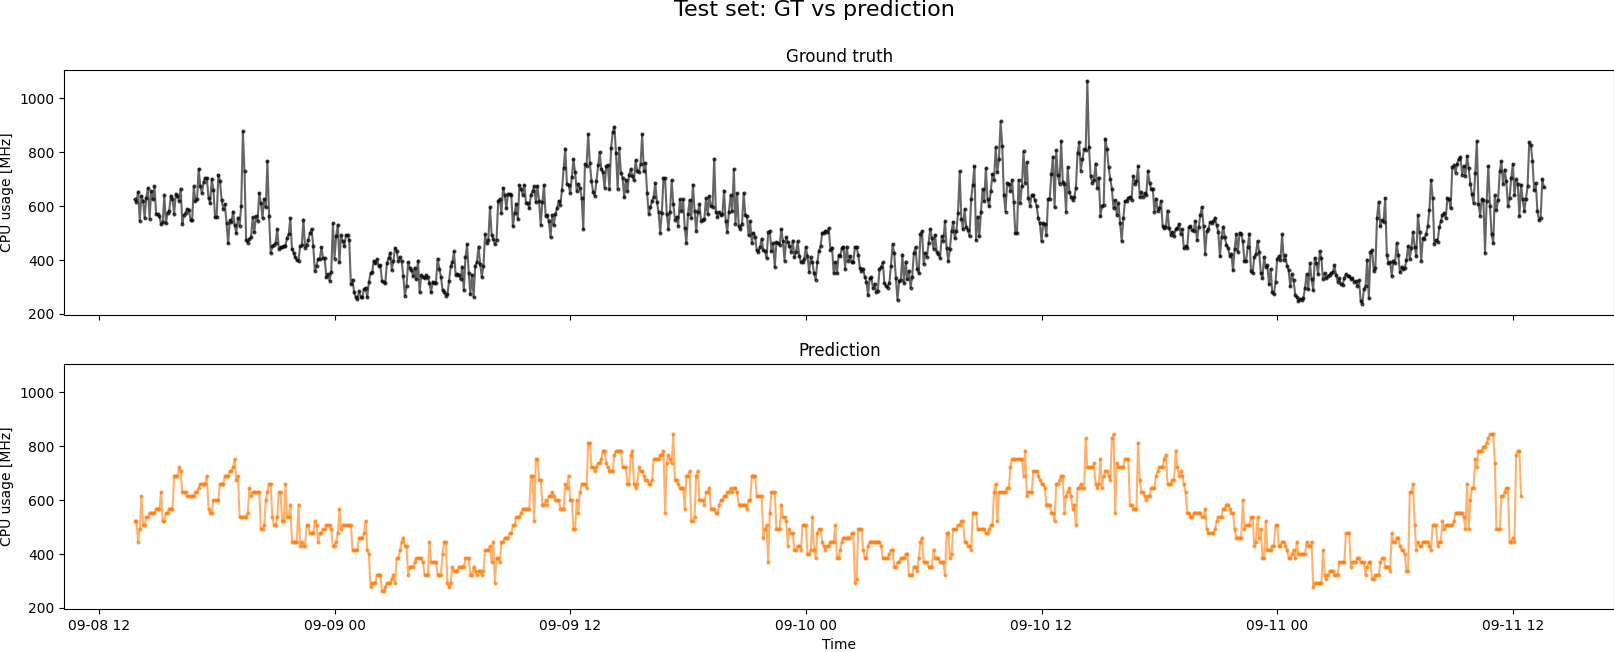 Test set: GT vs prediction
Ground truth
CPU usage [MHz]
1000
800
600
400
200
Prediction
CPU usage [MHz]
1000
800
600
400
200
09-08 12
09-09 00
09-09 12
09-10 00
09-10 12
09-11 00
09-11 12
Time